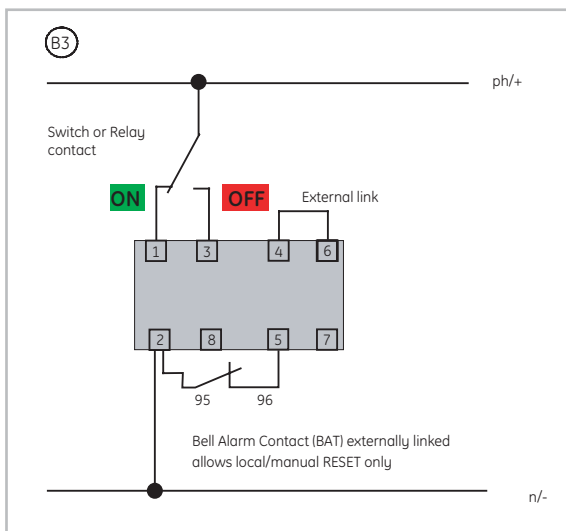 B3
ph/+
Switch or Relay
contact
ON
OFF
External link
1
3
4
6
2
8
5
7
95
96
Bell Alarm Contact (BAT) externally linked
allows local/manual RESET only
n/-